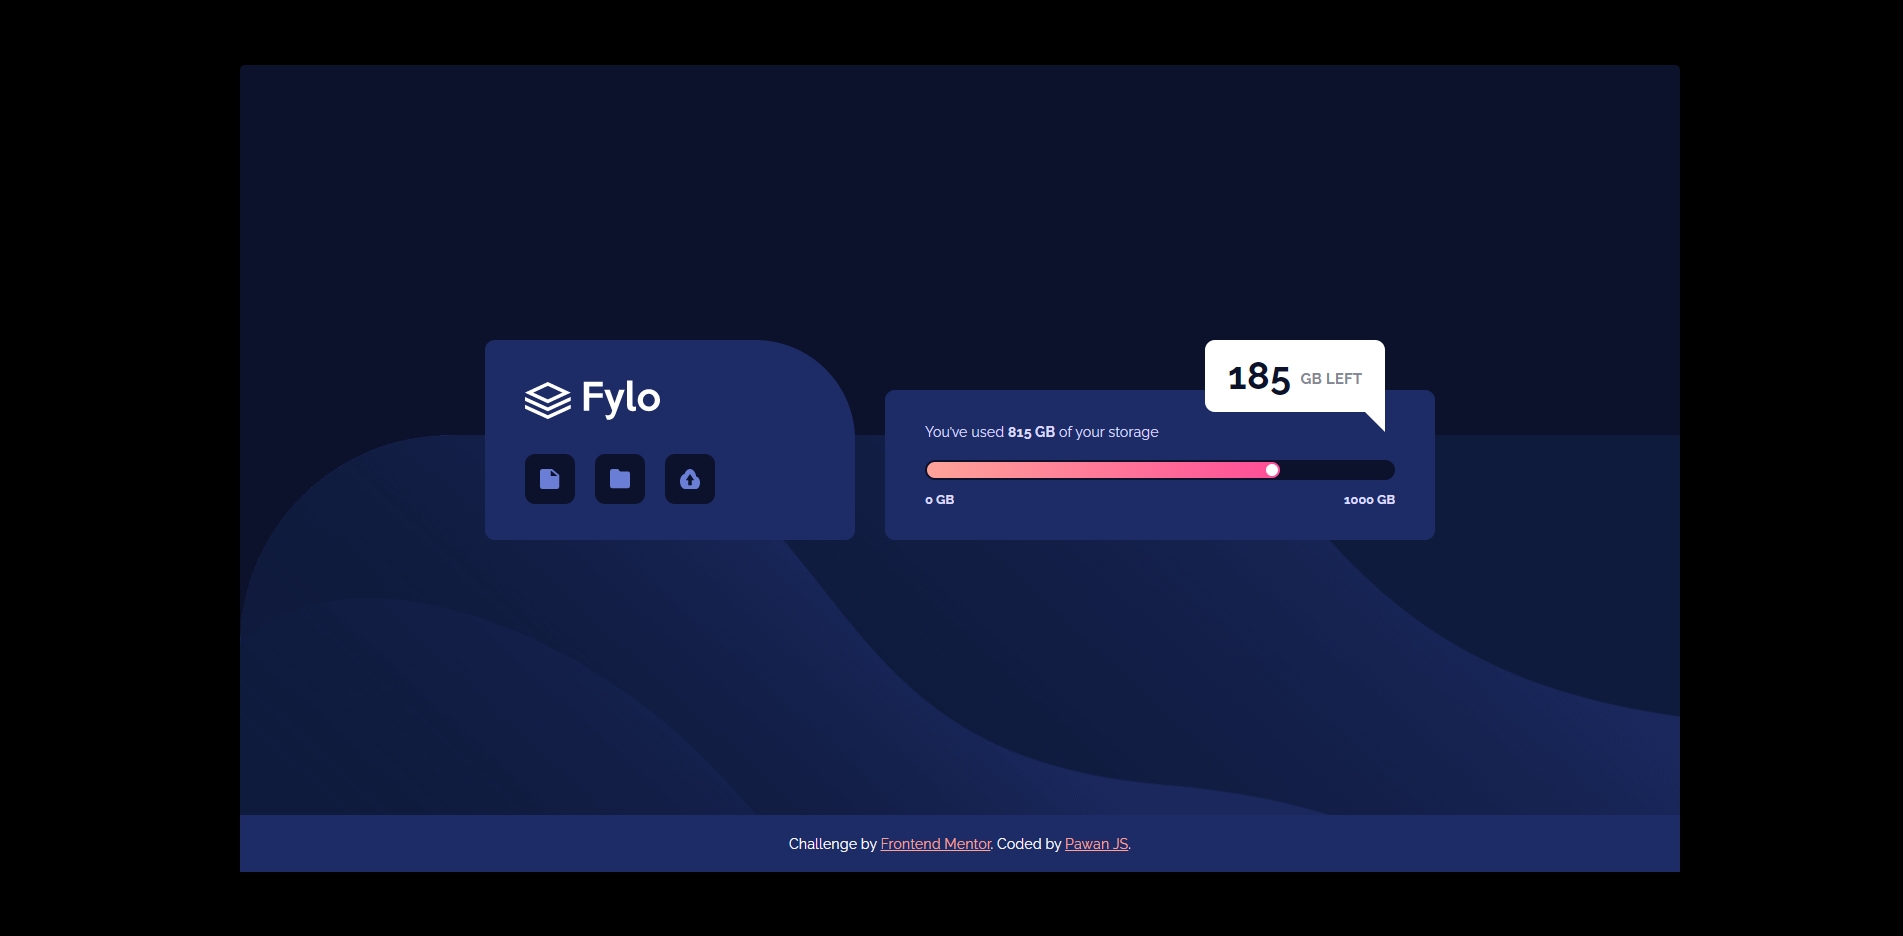 Fylo
185 GB LEFT
You've used 815 GB of your storage
0 GB
1000 GB
Challenge by Frontend Mentor. Coded by Pawan JS.